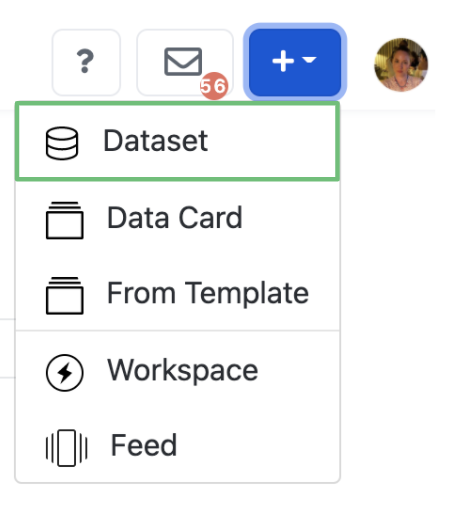 ?
56
+
Dataset
Data Card
From Template
Workspace
Feed